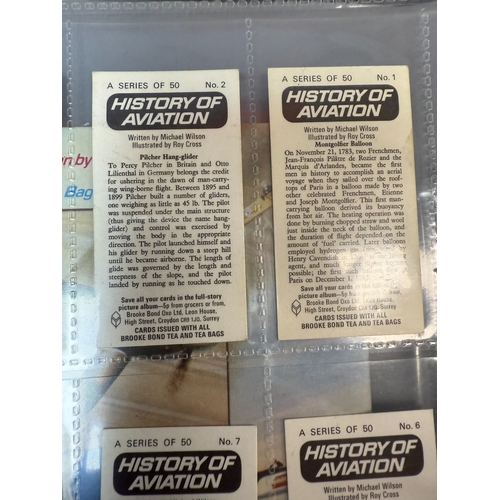 A SERIES OF 50 No. 2
HISTORY OF
AVIATION
Written by Michael Wilson
Illustrated by Roy Cross
Pilcher Hang-glider
To Percy Pilcher in Britain and Otto
Lilienthal in Germany belongs the credit
for ushering in the dawn of man-carry-
ing wing-borne flight. Between 1895 and
1899 Pilcher built a number of gliders,
one weighing as little as 45 lb. The pilot
was suspended under the main structure
(thus giving the device the name hang-
glider) and control was exercised by
moving the body in the appropriate
direction. The pilot launched himself and
his glider by running down a steep hill
until he became airborne. The length of
glide was governed by the length and
steepness of the slope, and the pilot
landed by running as he touched down.
Save all your cards in the full-story
picture album—5p from grocers or from,
Brooke Bond Oxo Ltd, Leon House,
High Street, Croydon CR9 1JQ. Surrey
CARDS ISSUED WITH ALL
BROOKE BOND TEA AND TEA BAGS
A SERIES OF 50 No. 1
HISTORY OF
AVIATION
Written by Michael Wilson
Illustrated by Roy Cross
Montgolfier Balloon
On November 21, 1783, two Frenchmen,
Jean-François Pilâtre de Rozier and the
Marquis d'Arlandes, became the first
men in history to accomplish an aerial
voyage when they sailed over the roof-
tops of Paris in a balloon made by two
other celebrated Frenchmen, Etienne
and Joseph Montgolfier. This first man-
carrying balloon derived its buoyancy
from hot air. The heating operation was
done by burning chopped straw and wool
just inside the neck of the balloon, and
the duration of flight depended on the
amount of 'fuel' carried. Later balloons
employed hydrogen
Henry Cavendish
agent, and much
possible; the first
Paris on December 1,
Save all your cards in the full-story
picture album—5p from grocers or from,
Brooke Bond Oxo Ltd, Leon House,
High Street, Croydon CR9 1JQ. Surrey
CARDS ISSUED WITH ALL
BROOKE BOND TEA AND TEA BAGS
n by
Bag
A SERIES OF 50 No. 7
HISTORY OF
AVIATION
A SERIES OF 50 No. 6
HISTORY OF
AVIATION
Written by Michael Wilson
Illustrated by Roy Cross